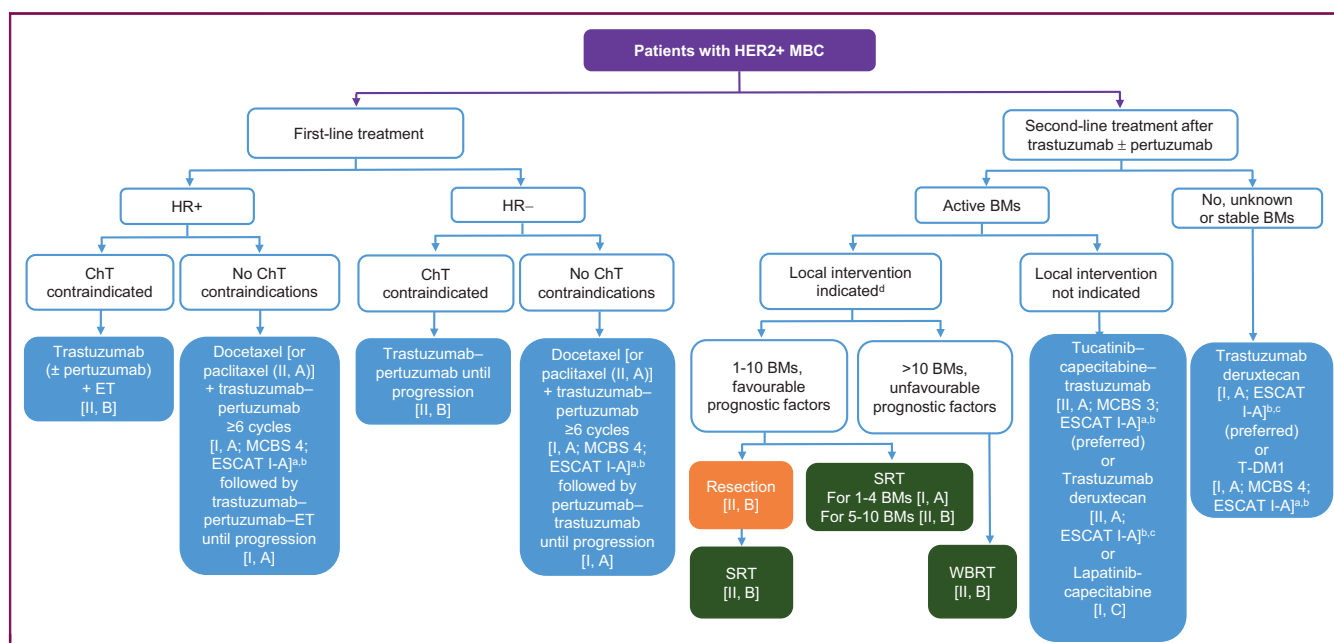 Patients with HER2+ MBC
First-line treatment
Second-line treatment after
trastuzumab ± pertuzumab
HR+
HR–
Active BMs
No, unknown
or stable BMs
ChT
contraindicated
No ChT
contraindications
ChT
contraindicated
No ChT
contraindications
Local intervention
indicatedᵈ
Local intervention
not indicated
Trastuzumab
(± pertuzumab)
+ ET
[II, B]
Docetaxel [or
paclitaxel (II, A)]
+ trastuzumab–
pertuzumab
≥6 cycles
[I, A; MCBS 4;
ESCAT I-A]ᵃ,ᵇ
followed by
trastuzumab–
pertuzumab–ET
until progression
[I, A]
Trastuzumab–
pertuzumab until
progression
[II, B]
Docetaxel [or
paclitaxel (II, A)]
+ trastuzumab–
pertuzumab
≥6 cycles
[I, A; MCBS 4;
ESCAT I-A]ᵃ,ᵇ
followed by
pertuzumab–
trastuzumab
until progression
[I, A]
1-10 BMs,
favourable
prognostic factors
>10 BMs,
unfavourable
prognostic factors
Resection
[II, B]
SRT
For 1-4 BMs [I, A]
For 5-10 BMs [II, B]
SRT
[II, B]
WBRT
[II, B]
Tucatinib–
capecitabine–
trastuzumab
[II, A; MCBS 3;
ESCAT I-A]ᵃ,ᵇ
(preferred)
or
Trastuzumab
deruxtecan
[II, A;
ESCAT I-A]ᵇ,ᶜ
or
Lapatinib-
capecitabine
[I, C]
Trastuzumab
deruxtecan
[I, A; ESCAT
I-A]ᵇ,ᶜ
(preferred)
or
T-DM1
[I, A; MCBS 4;
ESCAT I-A]ᵃ,ᵇ